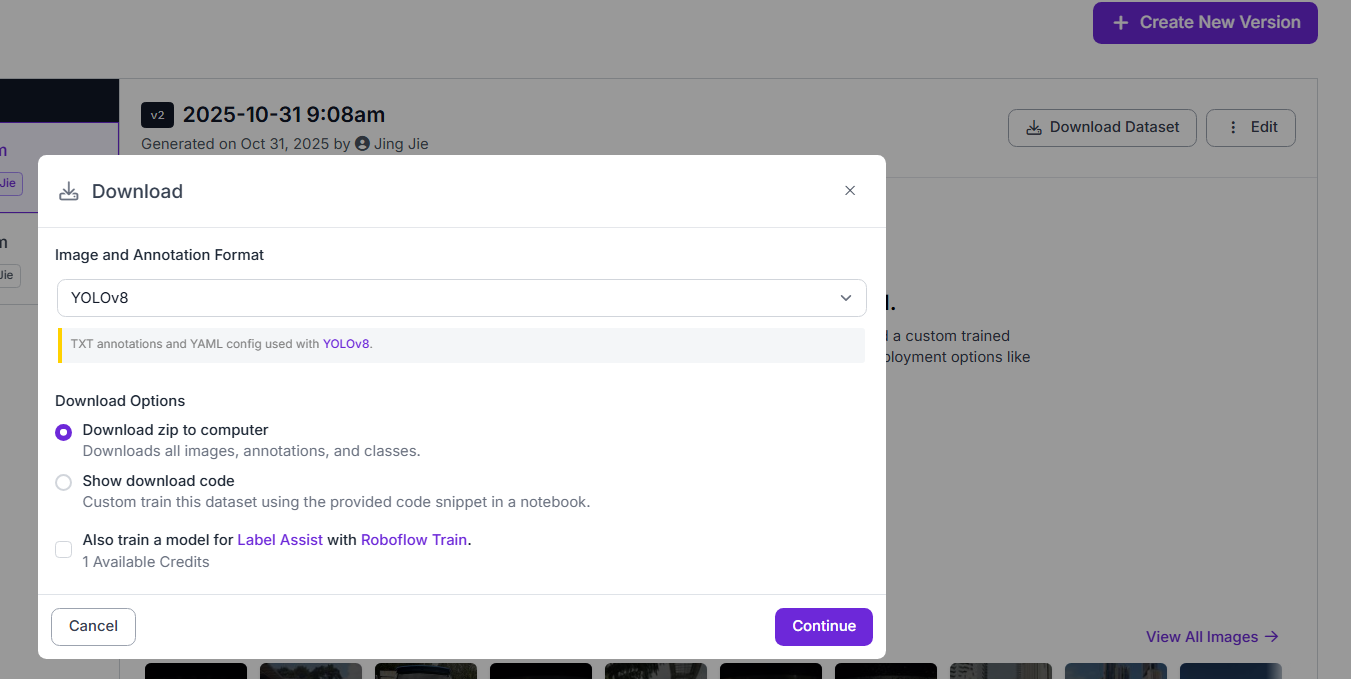 + Create New Version
v2 2025-10-31 9:08am
Download Dataset
Edit
Generated on Oct 31, 2025 by Jing Jie
Jie
Jie
Download
Image and Annotation Format
YOLOv8
TXT annotations and YAML config used with YOLOv8.
a custom trained
options like
Download Options
Download zip to computer
Downloads all images, annotations, and classes.
Show download code
Custom train this dataset using the provided code snippet in a notebook.
Also train a model for Label Assist with Roboflow Train.
1 Available Credits
Cancel
Continue
View All Images →